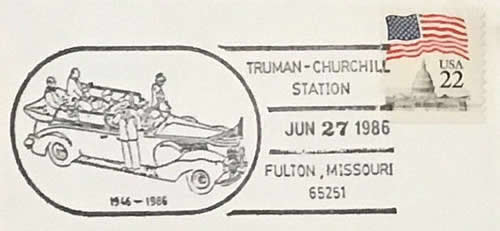 TRUMAN-CHURCHILL
STATION
JUN 27 1986
FULTON, MISSOURI
65251
1946-1986
USA
22